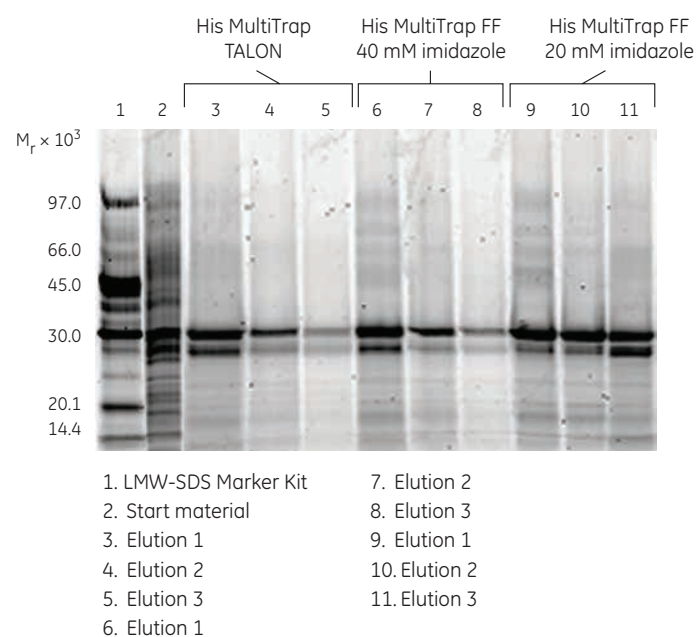 His MultiTrap
TALON
His MultiTrap FF
40 mM imidazole
His MultiTrap FF
20 mM imidazole
1 2 3 4 5 6 7 8 9 10 11
Mr × 10³
97.0
66.0
45.0
30.0
20.1
14.4
1. LMW-SDS Marker Kit
2. Start material
3. Elution 1
4. Elution 2
5. Elution 3
6. Elution 1
7. Elution 2
8. Elution 3
9. Elution 1
10. Elution 2
11. Elution 3